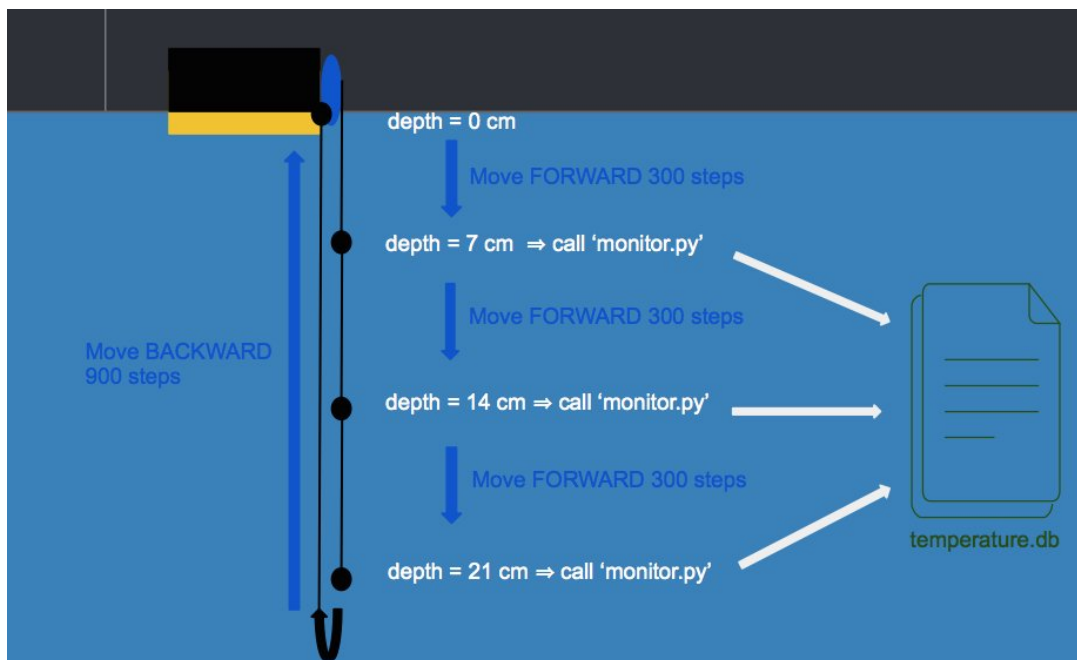 depth = 0 cm
Move FORWARD 300 steps
depth = 7 cm ⇒ call ‘monitor.py’
Move FORWARD 300 steps
Move BACKWARD
900 steps
depth = 14 cm ⇒ call ‘monitor.py’
Move FORWARD 300 steps
temperature.db
depth = 21 cm ⇒ call ‘monitor.py’